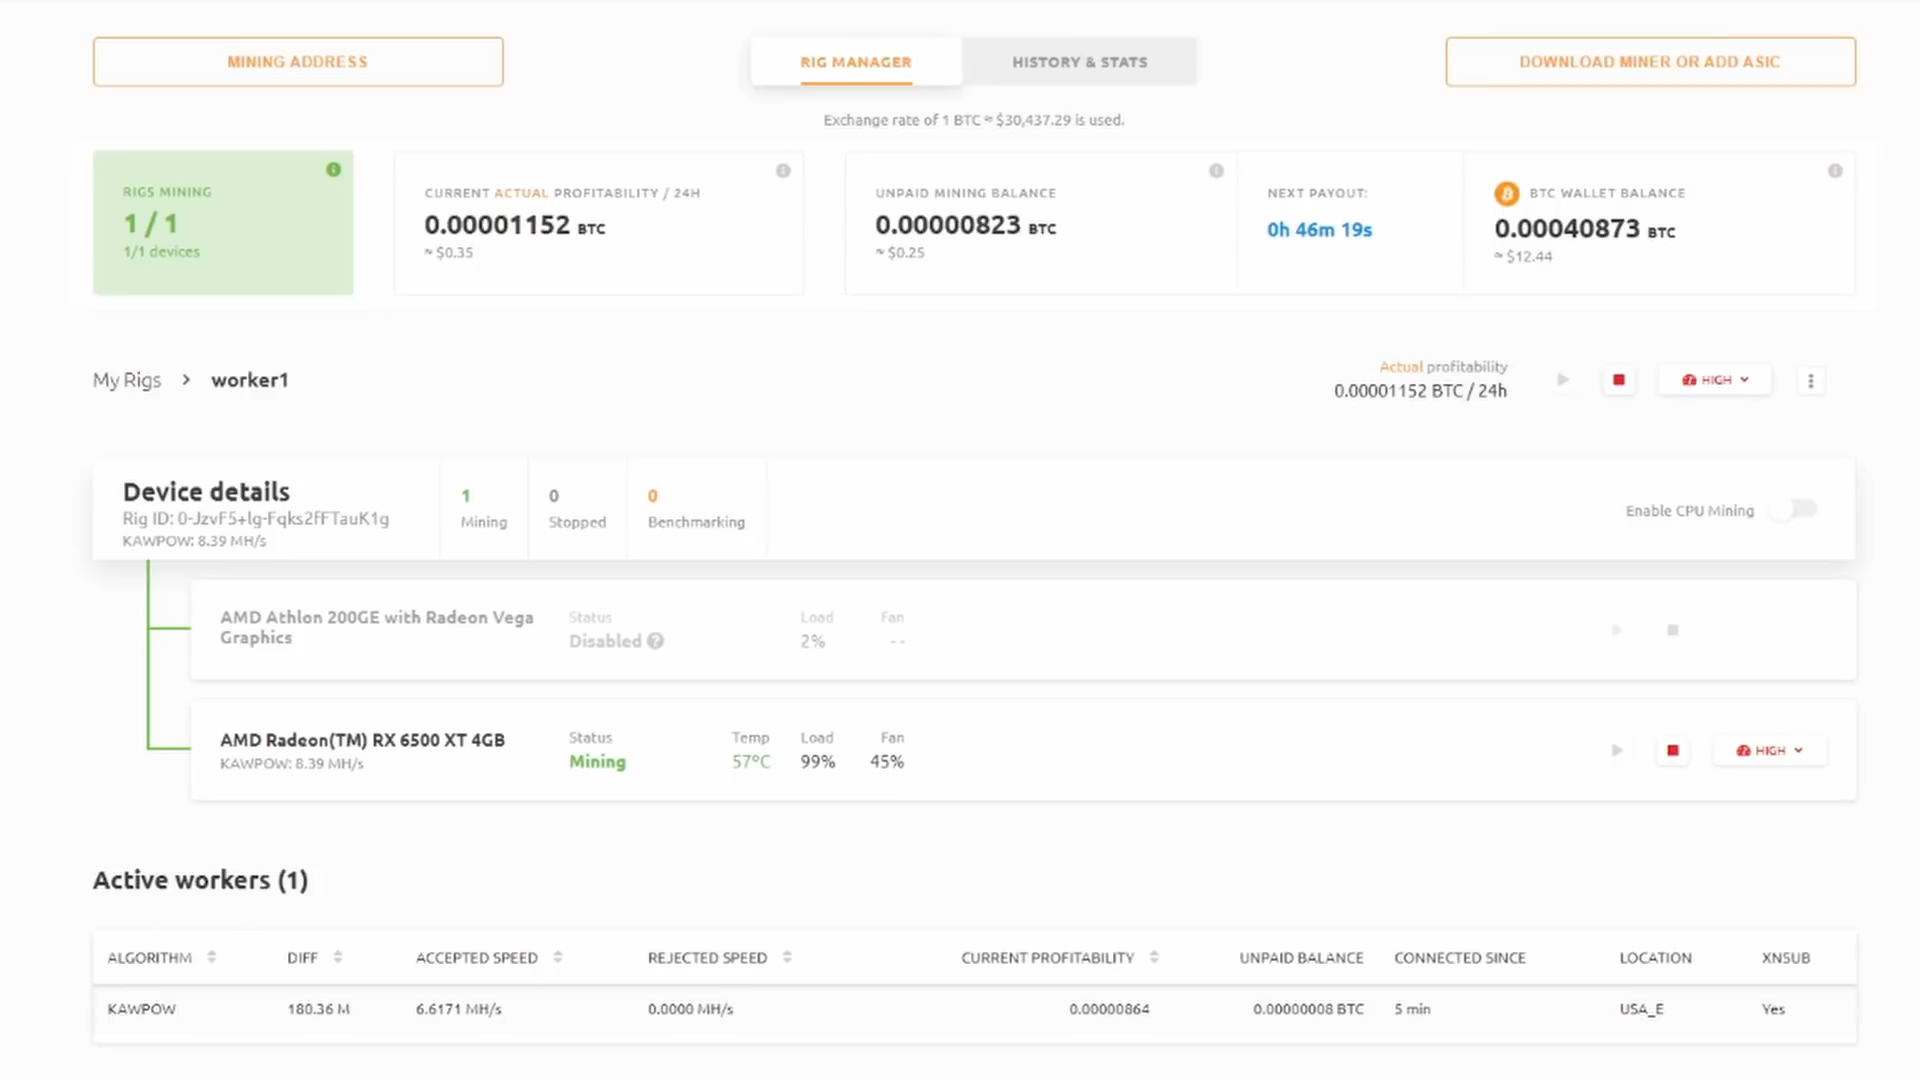 MINING ADDRESS
RIG MANAGER
HISTORY & STATS
DOWNLOAD MINER OR ADD ASIC
Exchange rate of 1 BTC ≈ $30,437.29 is used.
RIGS MINING
1 / 1
1/1 devices
CURRENT ACTUAL PROFITABILITY / 24H
0.00001152 BTC
≈ $0.35
UNPAID MINING BALANCE
0.00000823 BTC
≈ $0.25
NEXT PAYOUT:
0h 46m 19s
BTC WALLET BALANCE
0.00040873 BTC
≈ $12.44
My Rigs > worker1
Actual profitability
0.00001152 BTC / 24h
HIGH
Device details
Rig ID: 0-JzvF5+lg-Fqks2fFTauK1g
KAWPOW: 8.39 MH/s
1
Mining
0
Stopped
0
Benchmarking
Enable CPU Mining
AMD Athlon 200GE with Radeon Vega
Graphics
Status
Disabled
Load
2%
Fan
- -
AMD Radeon(TM) RX 6500 XT 4GB
KAWPOW: 8.39 MH/s
Status
Mining
Temp
57°C
Load
99%
Fan
45%
HIGH
Active workers (1)
ALGORITHM DIFF ACCEPTED SPEED REJECTED SPEED CURRENT PROFITABILITY UNPAID BALANCE CONNECTED SINCE LOCATION XNSUB
KAWPOW 180.36 M 6.6171 MH/s 0.0000 MH/s 0.00000864 0.00000008 BTC 5 min USA_E Yes